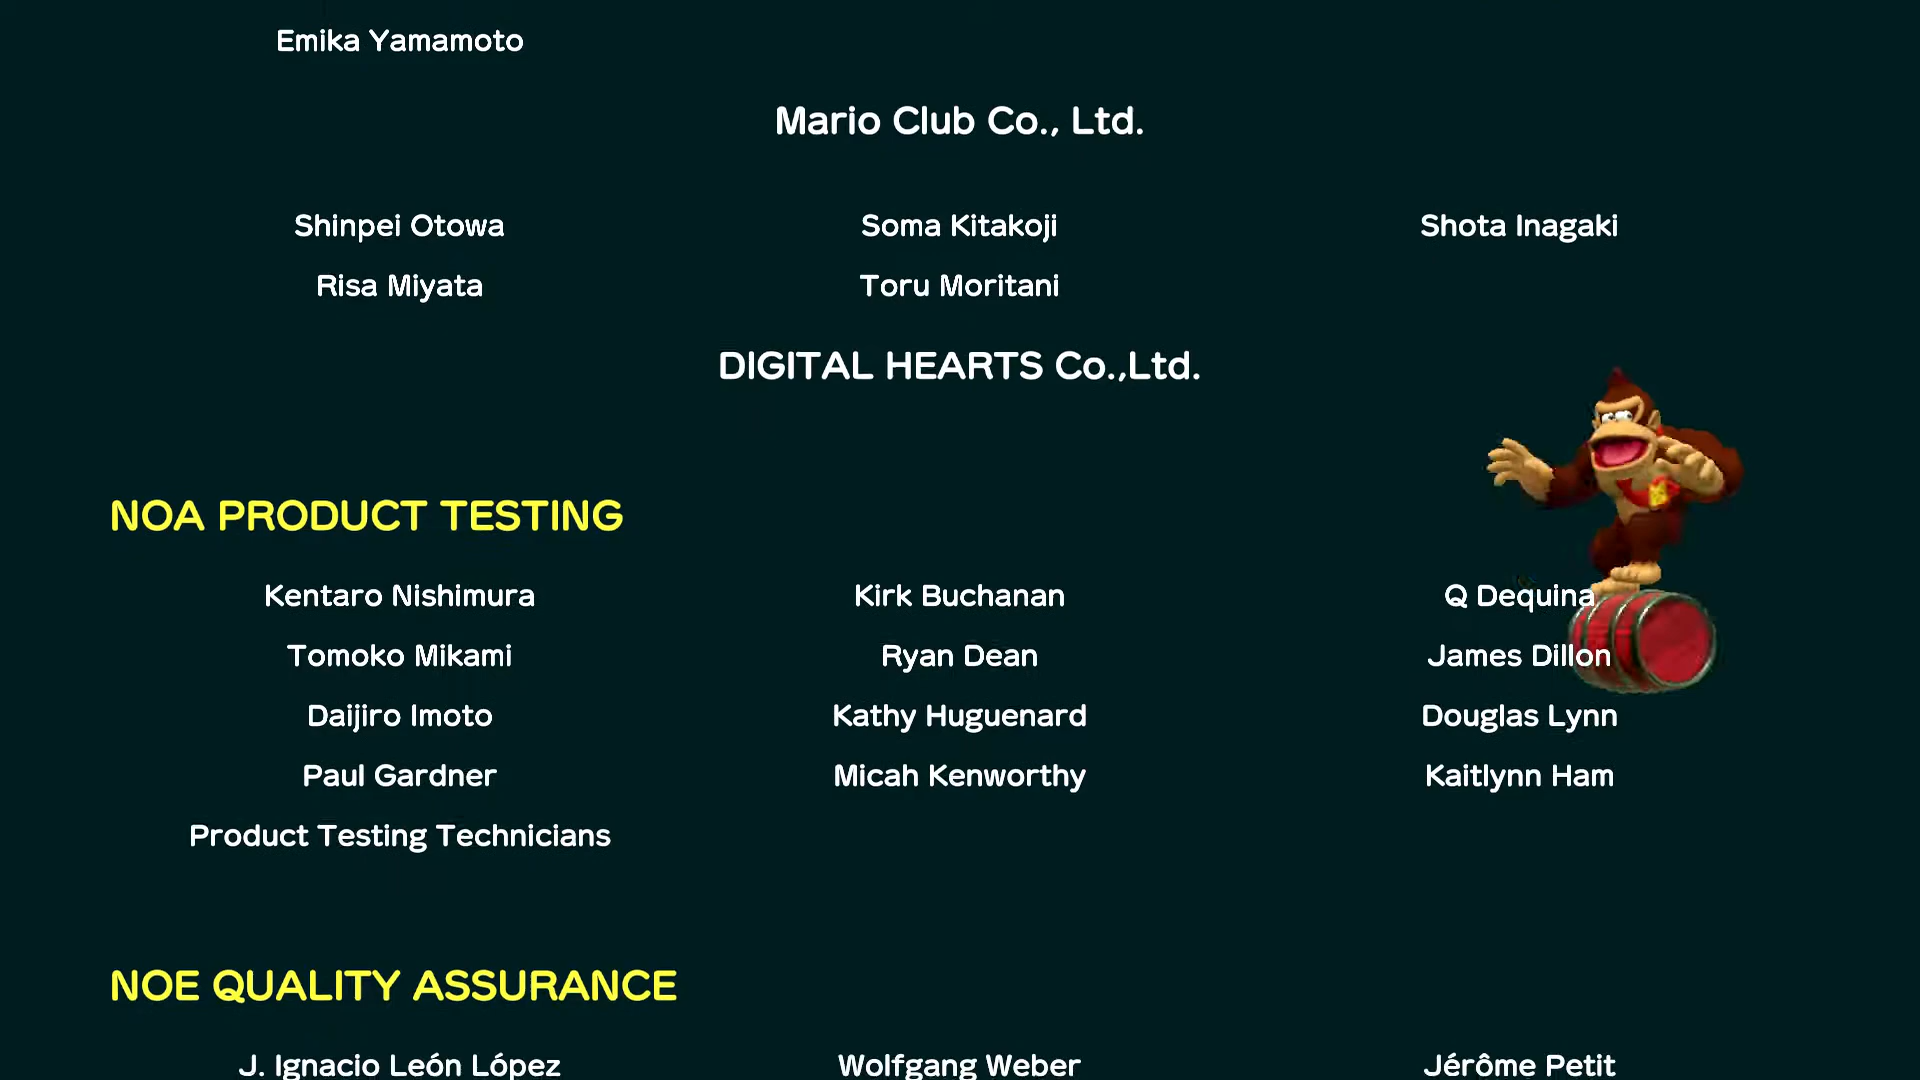 Emika Yamamoto
Mario Club Co., Ltd.
Shinpei Otowa Soma Kitakoji Shota Inagaki
Risa Miyata Toru Moritani
DIGITAL HEARTS Co.,Ltd.
NOA PRODUCT TESTING
Kentaro Nishimura Kirk Buchanan Q Dequina
Tomoko Mikami Ryan Dean James Dillon
Daijiro Imoto Kathy Huguenard Douglas Lynn
Paul Gardner Micah Kenworthy Kaitlynn Ham
Product Testing Technicians
NOE QUALITY ASSURANCE
J. Ignacio León López Wolfgang Weber Jérôme Petit